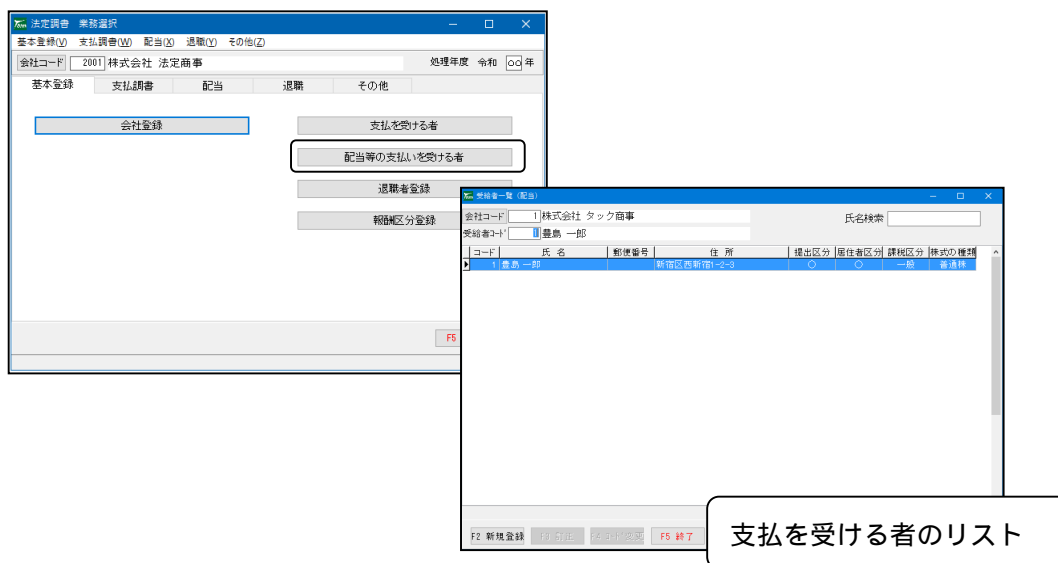 法定調書 業務選択
基本登録(V) 支払調書(W) 配当(X) 退職(Y) その他(Z)
会社コード 2001 株式会社 法定商事 処理年度 令和 ○○ 年
基本登録 支払調書 配当 退職 その他
会社登録 支払を受ける者
配当等の支払いを受ける者
退職者登録
報酬区分登録
F5
受給者一覧（配当）
会社コード 1 株式会社 タック商事 氏名検索
受給者コード 1 豊島 一郎
コード 氏 名 郵便番号 住 所 提出区分 居住者区分 課税区分 株式の種類
1 豊島 一郎 新宿区西新宿1-2-3 ○ ○ 一般 普通株
F2 新規登録 F5 終了
支払を受ける者のリスト